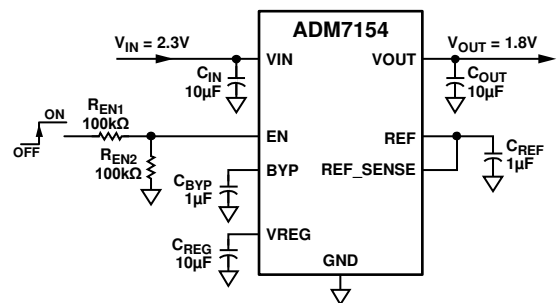 ADM7154
V_IN = 2.3V
VIN
VOUT
V_OUT = 1.8V
C_IN
10µF
C_OUT
10µF
ON
OFF
R_EN1
100kΩ
EN
REF
R_EN2
100kΩ
C_BYP
1µF
BYP
REF_SENSE
C_REF
1µF
C_REG
10µF
VREG
GND